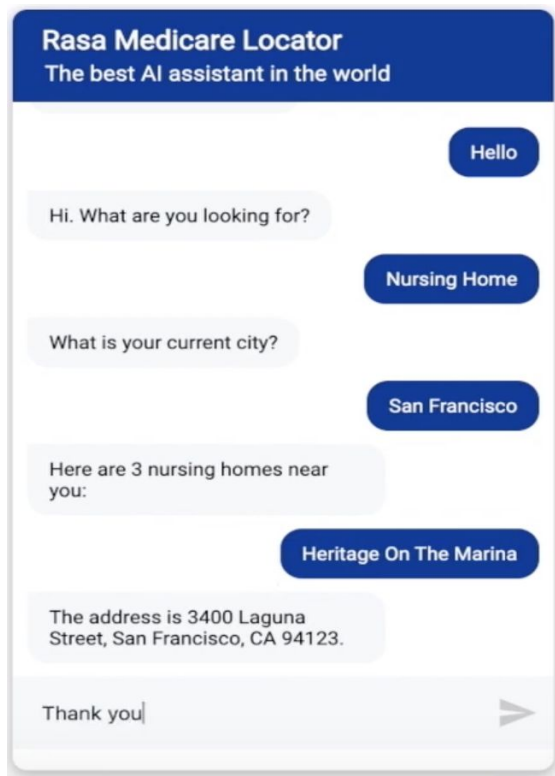 Rasa Medicare Locator
The best AI assistant in the world
Hello
Hi. What are you looking for?
Nursing Home
What is your current city?
San Francisco
Here are 3 nursing homes near
you:
Heritage On The Marina
The address is 3400 Laguna
Street, San Francisco, CA 94123.
Thank you